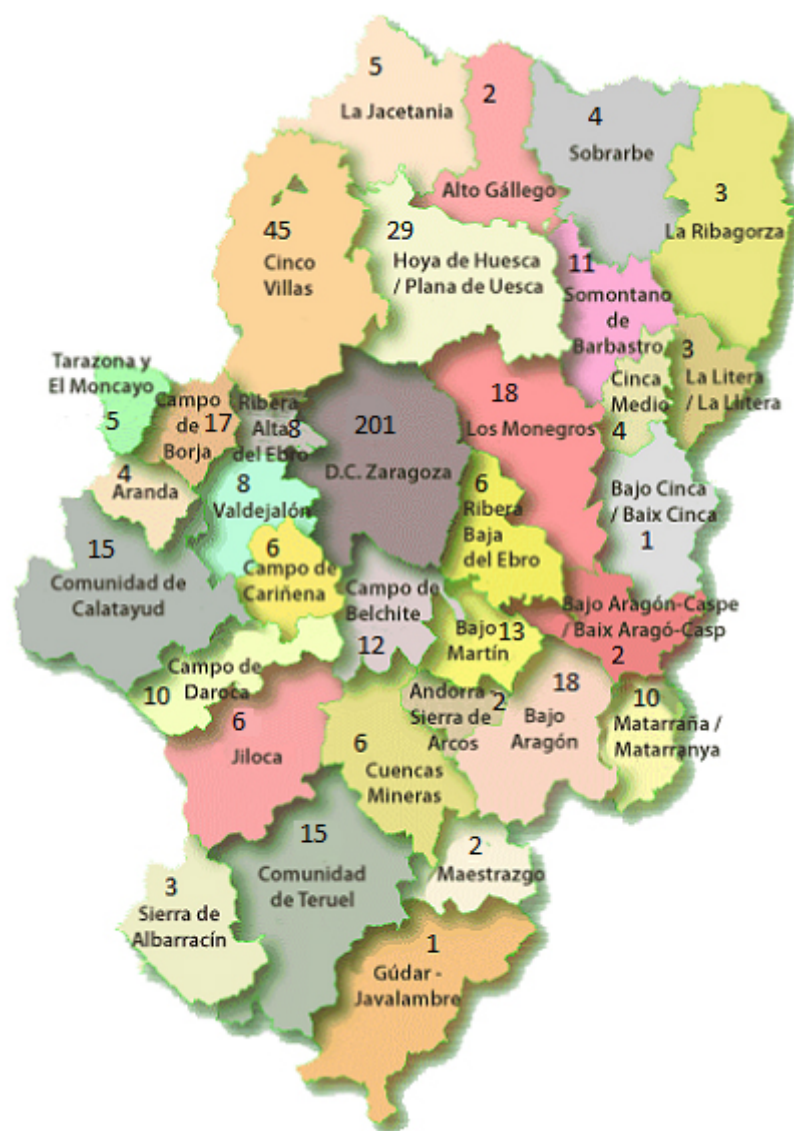 5
La Jacetania
2
Alto Gállego
4
Sobrarbe
3
La Ribagorza
45
Cinco
Villas
29
Hoya de Huesca
/ Plana de Uesca
11
Somontano
de
Barbastro
Tarazona y
El Moncayo
5
Campo
de 17
Borja
Ribera
Alta 8
del Ebro
201
D.C. Zaragoza
18
Los Monegros
Cinca
Medio
4
3
La Litera
/ La Llitera
4
Aranda
8
Valdejalón
6
Ribera
Baja
del Ebro
Bajo Cinca
/ Baix Cinca
1
15
Comunidad de
Calatayud
6
Campo de
Cariñena
Campo de
Belchite
12
Bajo 13
Martín
Bajo Aragón-Caspe
/ Baix Aragó-Casp
2
Campo de
Daroca
10
6
Jiloca
6
Cuencas
Mineras
Andorra 2
Sierra de
Arcos
18
Bajo
Aragón
10
Matarraña /
Matarranya
15
Comunidad
de Teruel
2
Maestrazgo
3
Sierra de
Albarracín
1
Gúdar -
Javalambre